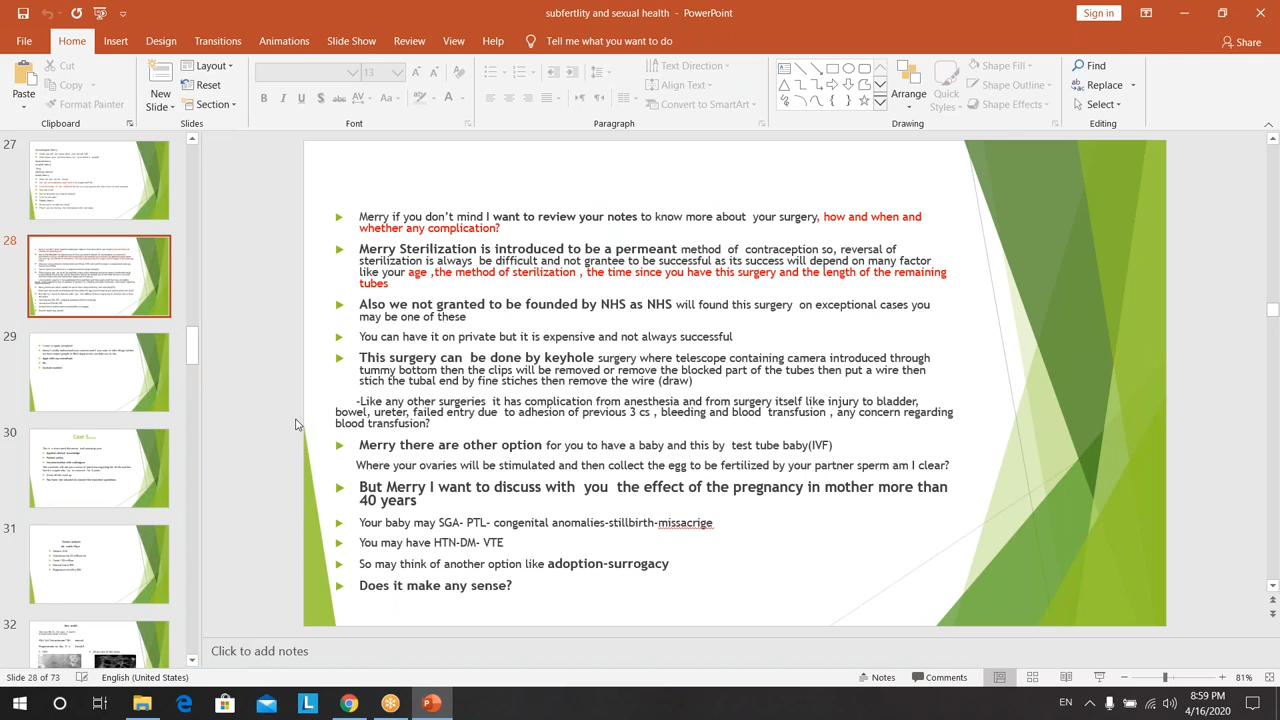 subfertlity and sexual health - PowerPoint
Sign in
File Home Insert Design Transitions Animations Slide Show Review View Help Tell me what you want to do
Share
Paste
Cut
Copy
Format Painter
Clipboard
New Slide
Layout
Reset
Section
Slides
13
Font
Text Direction
Align Text
Convert to SmartArt
Paragraph
Arrange
Quick Styles
Shape Fill
Shape Outline
Shape Effects
Drawing
Find
Replace
Select
Editing
27
28
29
30
31
32
Merry if you don't mind I want to review your notes to know more about your surgery, how and when and
whether any complication?
Merry Sterilization is introduced to be a permeant method of contraception so , reversal of
sterilization is always be difficult and not grantee to be successful as its success will depend on many factor
like your age ,the method of sterilization , the time since you have this surgery and the length of the remaining
tubes
Also we not granted to be founded by NHS as NHS will found this surgery on exceptional cases you
may be one of these
You can have it on private but it is expensive and not always successful
This surgery can be done by keyhole surgery where telescope containing camera introduced through
tummy bottom then the clips will be removed or remove the blocked part of the tubes then put a wire then
stich the tubal end by fine stiches then remove the wire (draw)
-Like any other surgeries it has complication from anesthesia and from surgery itself like injury to bladder,
bowel, ureter, failed entry due to adhesion of previous 3 cs , bleeding and blood transfusion , any concern regarding
blood transfusion?
Merry there are other option for you to have a baby and this by test tube baby(IVF)
Where your ovaries will be stimulated and then collect the egg to be fertilized by your partner sperm am I clear?
But Merry I want to discuss with you the effect of the pregnancy in mother more than
40 years
Your baby may SGA- PTL- congenital anomalies-stillbirth-missacrige
You may have HTN-DM- VTE
So may think of another option like adoption-surrogacy
Does it make any sense?
Click to add notes
Slide 28 of 73
English (United States)
Notes
Comments
81%
EN
8:59 PM
4/16/2020